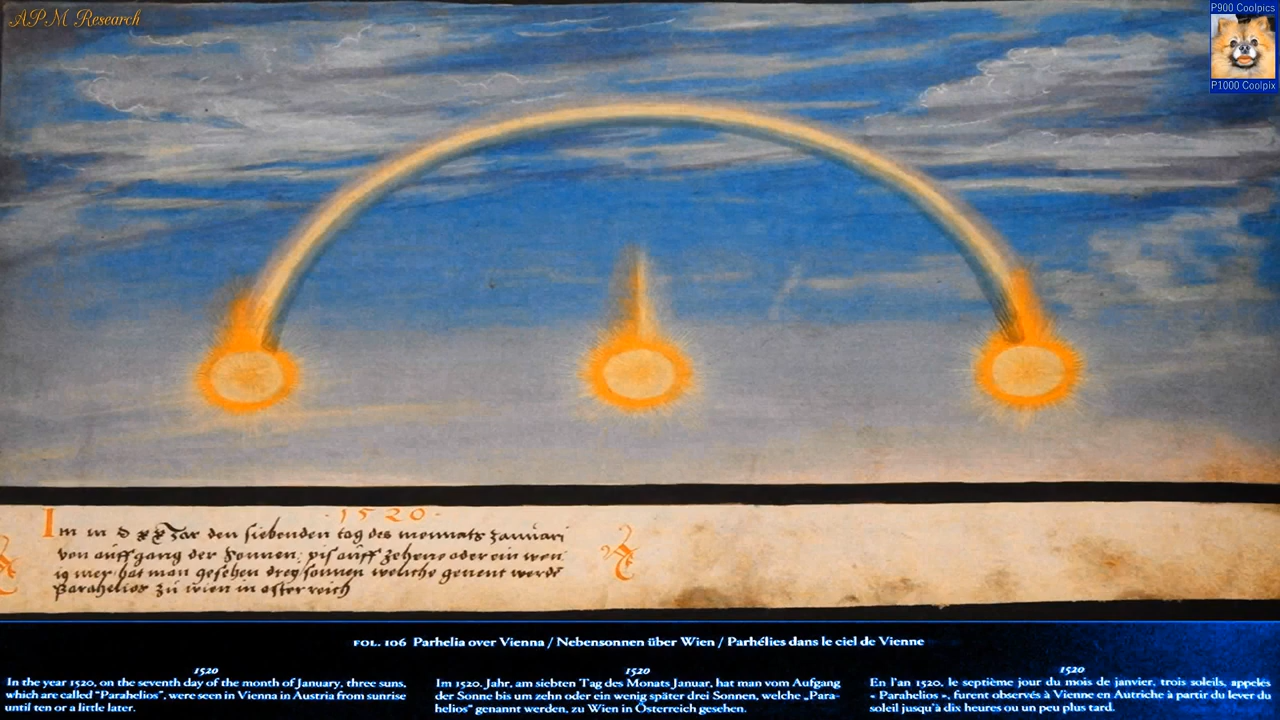 APM Research
P900 Coolpics
P1000 Coolpix
·1520·
Im m d xx Jar den siebenden tag des monnats Januari
von auffgang der Sonnen, pis auff zehene oder ein wen
ig mer, hat man gesehen drey sonnen welche genent werdē
Parahelios zu wien in osterreich
FOL. 106 Parhelia over Vienna / Nebensonnen über Wien / Parhélies dans le ciel de Vienne
1520
In the year 1520, on the seventh day of the month of January, three suns,
which are called "Parahelios", were seen in Vienna in Austria from sunrise
until ten or a little later.
1520
Im 1520. Jahr, am siebten Tag des Monats Januar, hat man vom Aufgang
der Sonne bis um zehn oder ein wenig später drei Sonnen, welche „Para-
helios“ genannt werden, zu Wien in Österreich gesehen.
1520
En l'an 1520, le septième jour du mois de janvier, trois soleils, appelés
« Parahelios », furent observés à Vienne en Autriche à partir du lever du
soleil jusqu'à dix heures ou un peu plus tard.